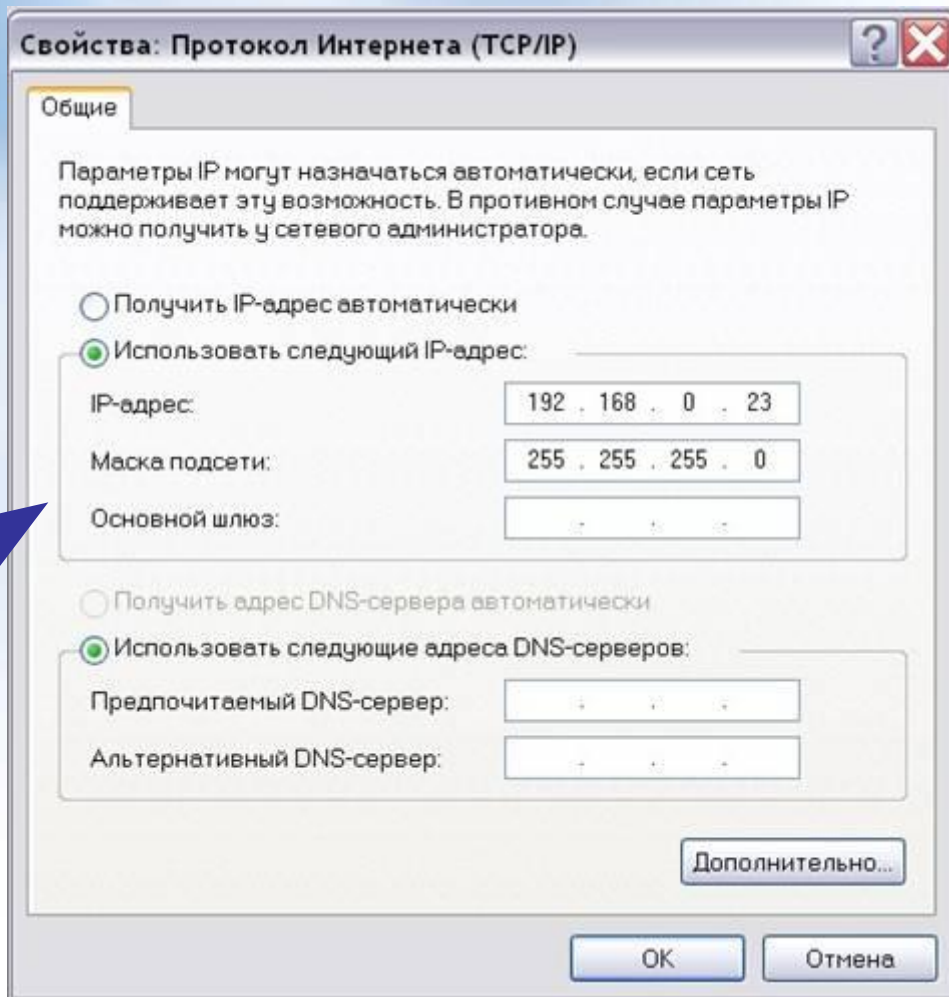 Свойства: Протокол Интернета (TCP/IP)
Общие
Параметры IP могут назначаться автоматически, если сеть
поддерживает эту возможность. В противном случае параметры IP
можно получить у сетевого администратора.
Получить IP-адрес автоматически
Использовать следующий IP-адрес:
IP-адрес: 192 . 168 . 0 . 23
Маска подсети: 255 . 255 . 255 . 0
Основной шлюз: . . .
Получить адрес DNS-сервера автоматически
Использовать следующие адреса DNS-серверов:
Предпочитаемый DNS-сервер: . . .
Альтернативный DNS-сервер: . . .
Дополнительно...
OK Отмена